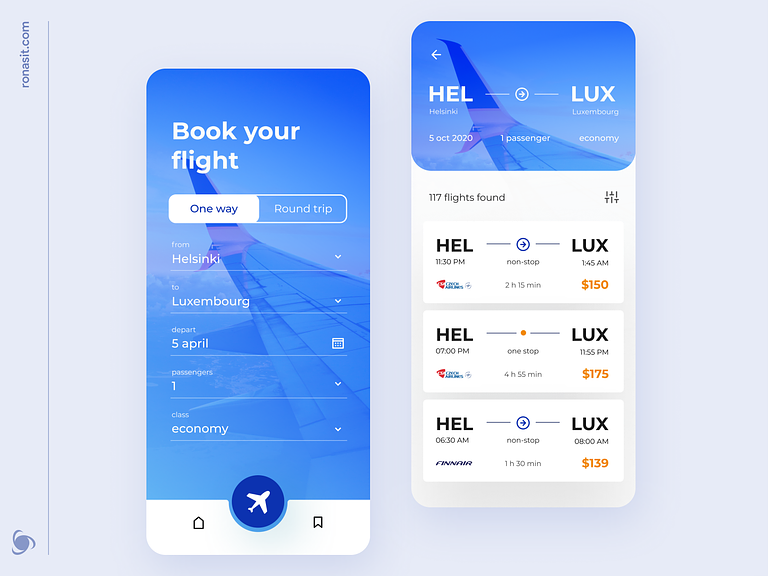 ronasit.com
Book your
flight
One way
Round trip
from
Helsinki
to
Luxembourg
depart
5 april
passengers
1
class
economy
HEL
LUX
Helsinki
Luxembourg
5 oct 2020
1 passenger
economy
117 flights found
HEL
LUX
11:30 PM
non-stop
1:45 AM
CZECH
AIRLINES
2 h 15 min
$150
HEL
LUX
07:00 PM
one stop
11:55 PM
CZECH
AIRLINES
4 h 55 min
$175
HEL
LUX
06:30 AM
non-stop
08:00 AM
FINNAIR
1 h 30 min
$139